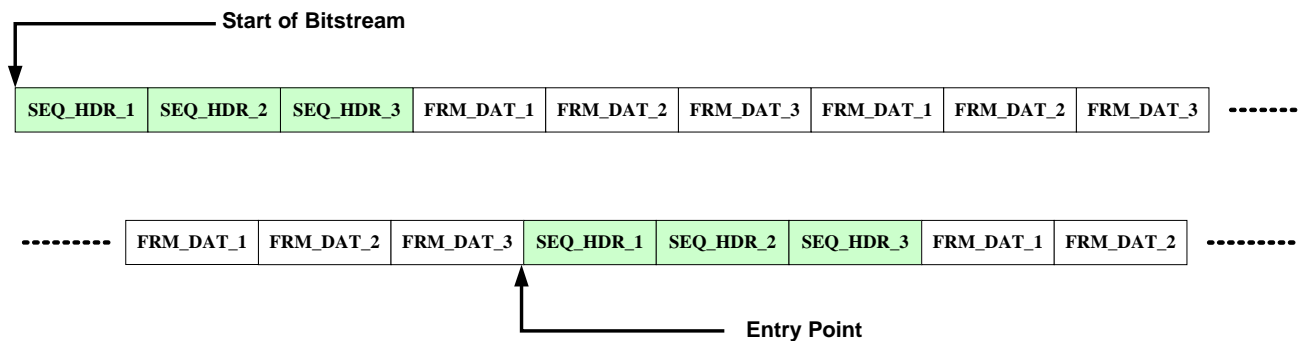 Start of Bitstream
SEQ_HDR_1 SEQ_HDR_2 SEQ_HDR_3 FRM_DAT_1 FRM_DAT_2 FRM_DAT_3 FRM_DAT_1 FRM_DAT_2 FRM_DAT_3
FRM_DAT_1 FRM_DAT_2 FRM_DAT_3 SEQ_HDR_1 SEQ_HDR_2 SEQ_HDR_3 FRM_DAT_1 FRM_DAT_2
Entry Point